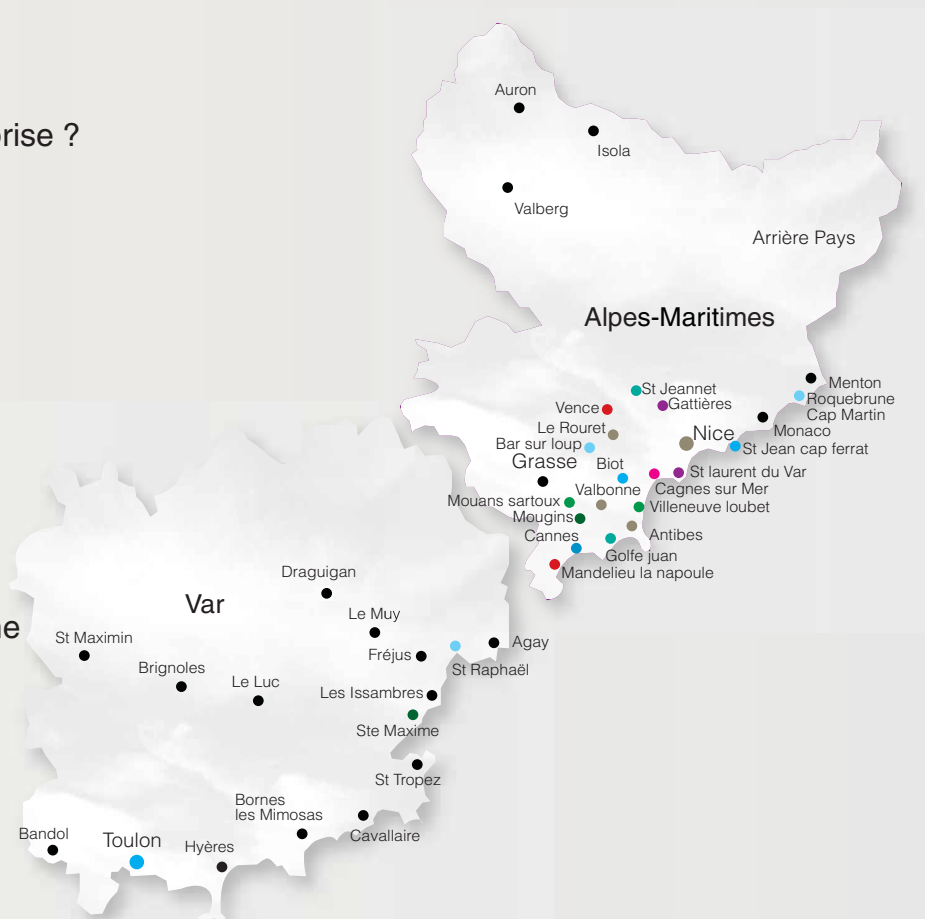 Auron
rise ?
Isola
Valberg
Arrière Pays
Alpes-Maritimes
Menton
St Jeannet
Roquebrune
Cap Martin
Gattières
Vence
Monaco
Le Rouret
Nice
Bar sur loup
St Jean cap ferrat
Grasse
Biot
St laurent du Var
Cagnes sur Mer
Valbonne
Mouans sartoux
Villeneuve loubet
Mougins
Cannes
Antibes
Golfe juan
Mandelieu la napoule
Draguigan
Var
Le Muy
ne
St Maximin
Agay
Fréjus
St Raphaël
Brignoles
Le Luc
Les Issambres
Ste Maxime
St Tropez
Bornes
les Mimosas
Cavallaire
Bandol
Toulon
Hyères